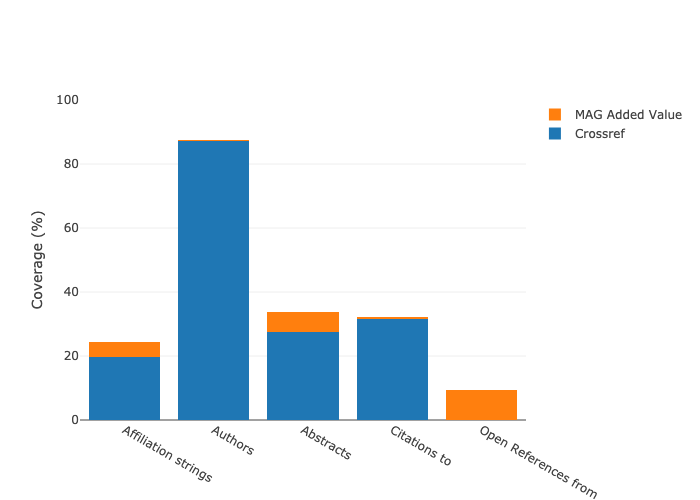 100
80
60
40
20
0
Coverage (%)
Affiliation strings
Authors
Abstracts
Citations to
Open References from
MAG Added Value
Crossref